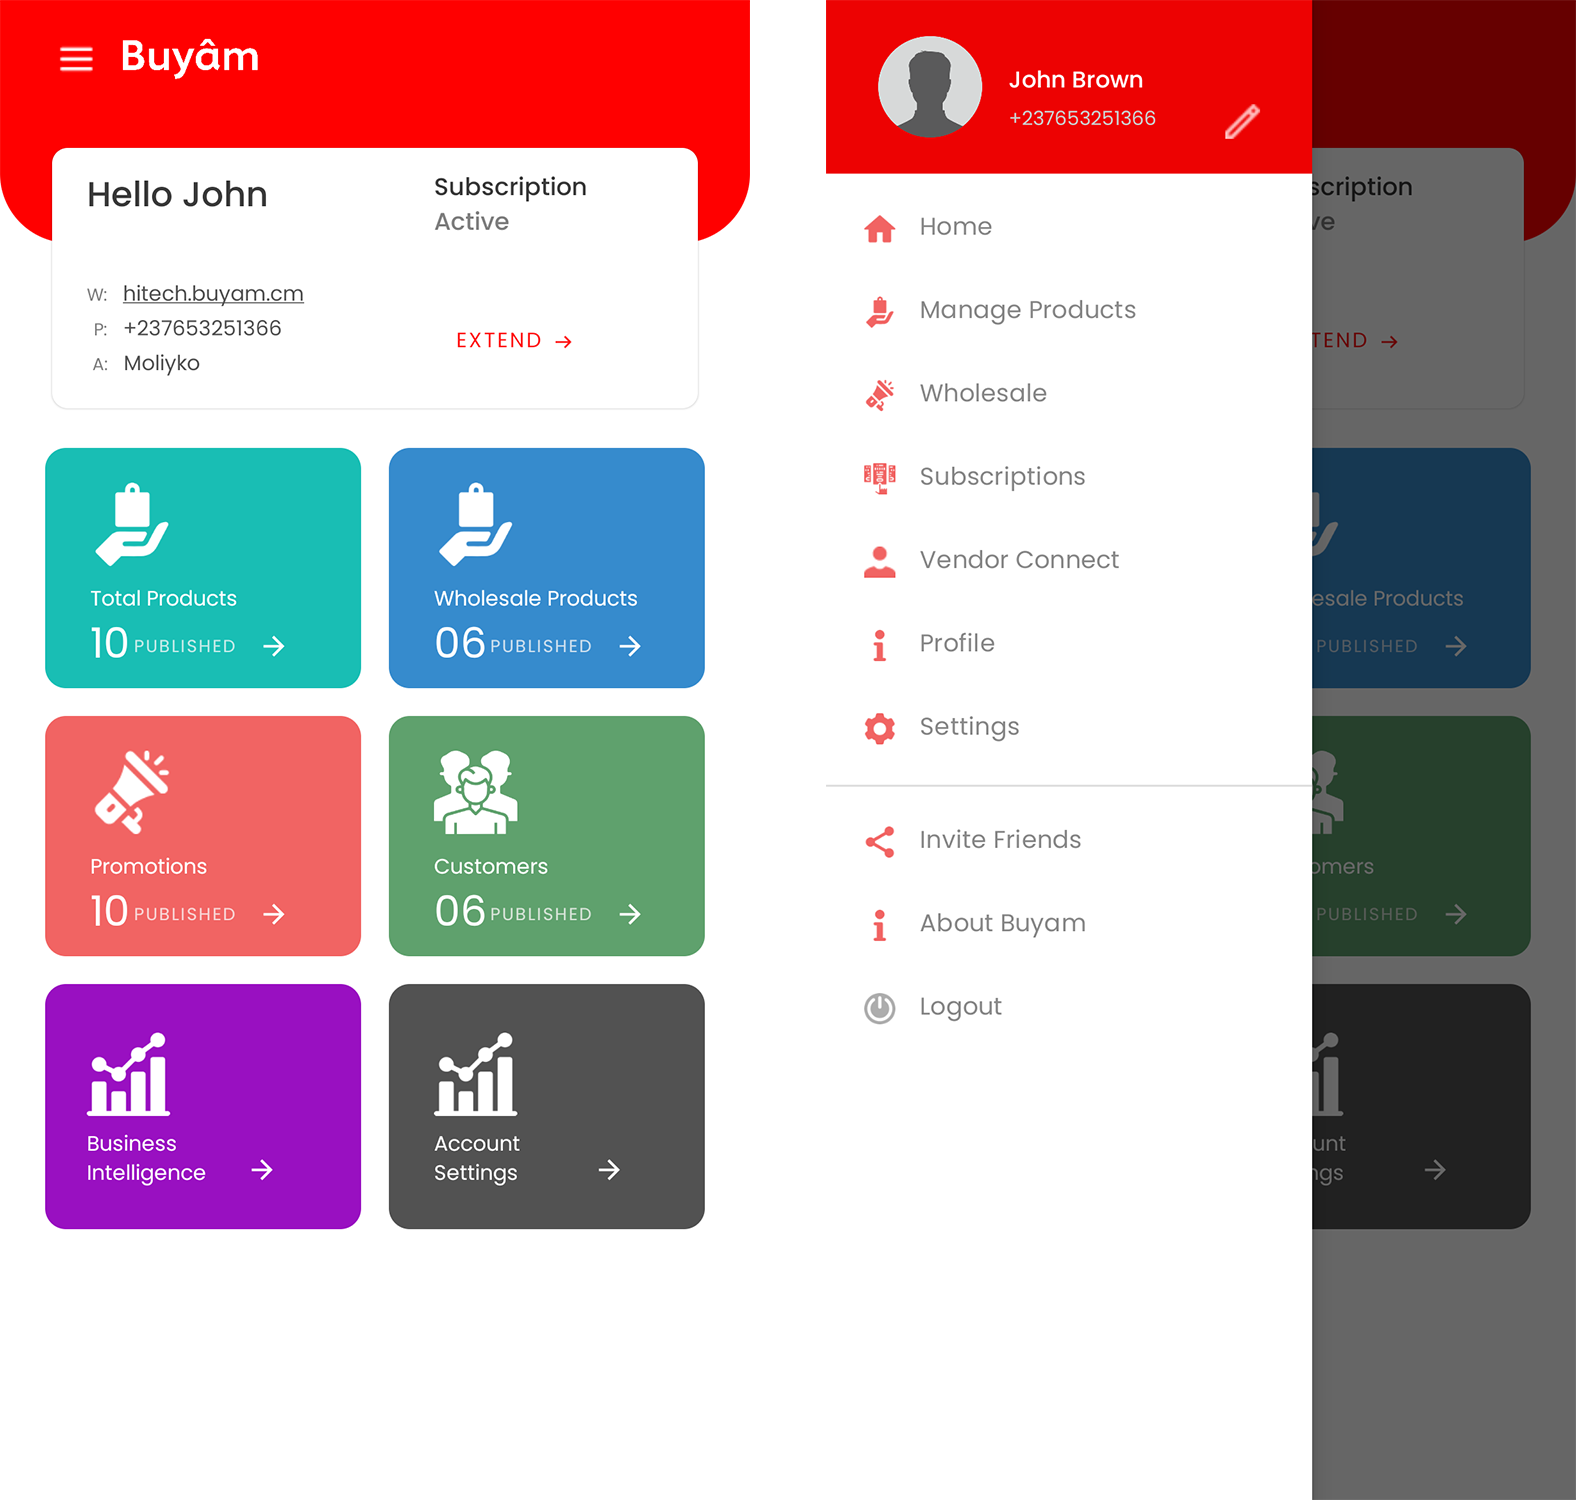 Buyâm
Hello John
Subscription
Active
W: hitech.buyam.cm
P: +237653251366
A: Moliyko
EXTEND →
Total Products
10 PUBLISHED →
Wholesale Products
06 PUBLISHED →
Promotions
10 PUBLISHED →
Customers
06 PUBLISHED →
Business
Intelligence →
Account
Settings →
John Brown
+237653251366
Home
Manage Products
Wholesale
Subscriptions
Vendor Connect
Profile
Settings
Invite Friends
About Buyam
Logout
scription
ve
TEND →
esale Products
PUBLISHED →
omers
PUBLISHED →
unt
ngs →